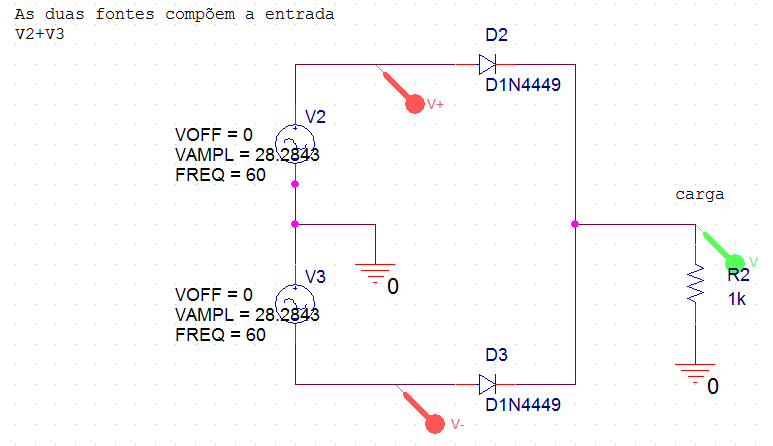 As duas fontes compõem a entrada
V2+V3
D2
D1N4449
V+
V2
VOFF = 0
VAMPL = 28.2843
FREQ = 60
carga
0
V
R2
1k
V3
VOFF = 0
VAMPL = 28.2843
FREQ = 60
D3
0
D1N4449
V-